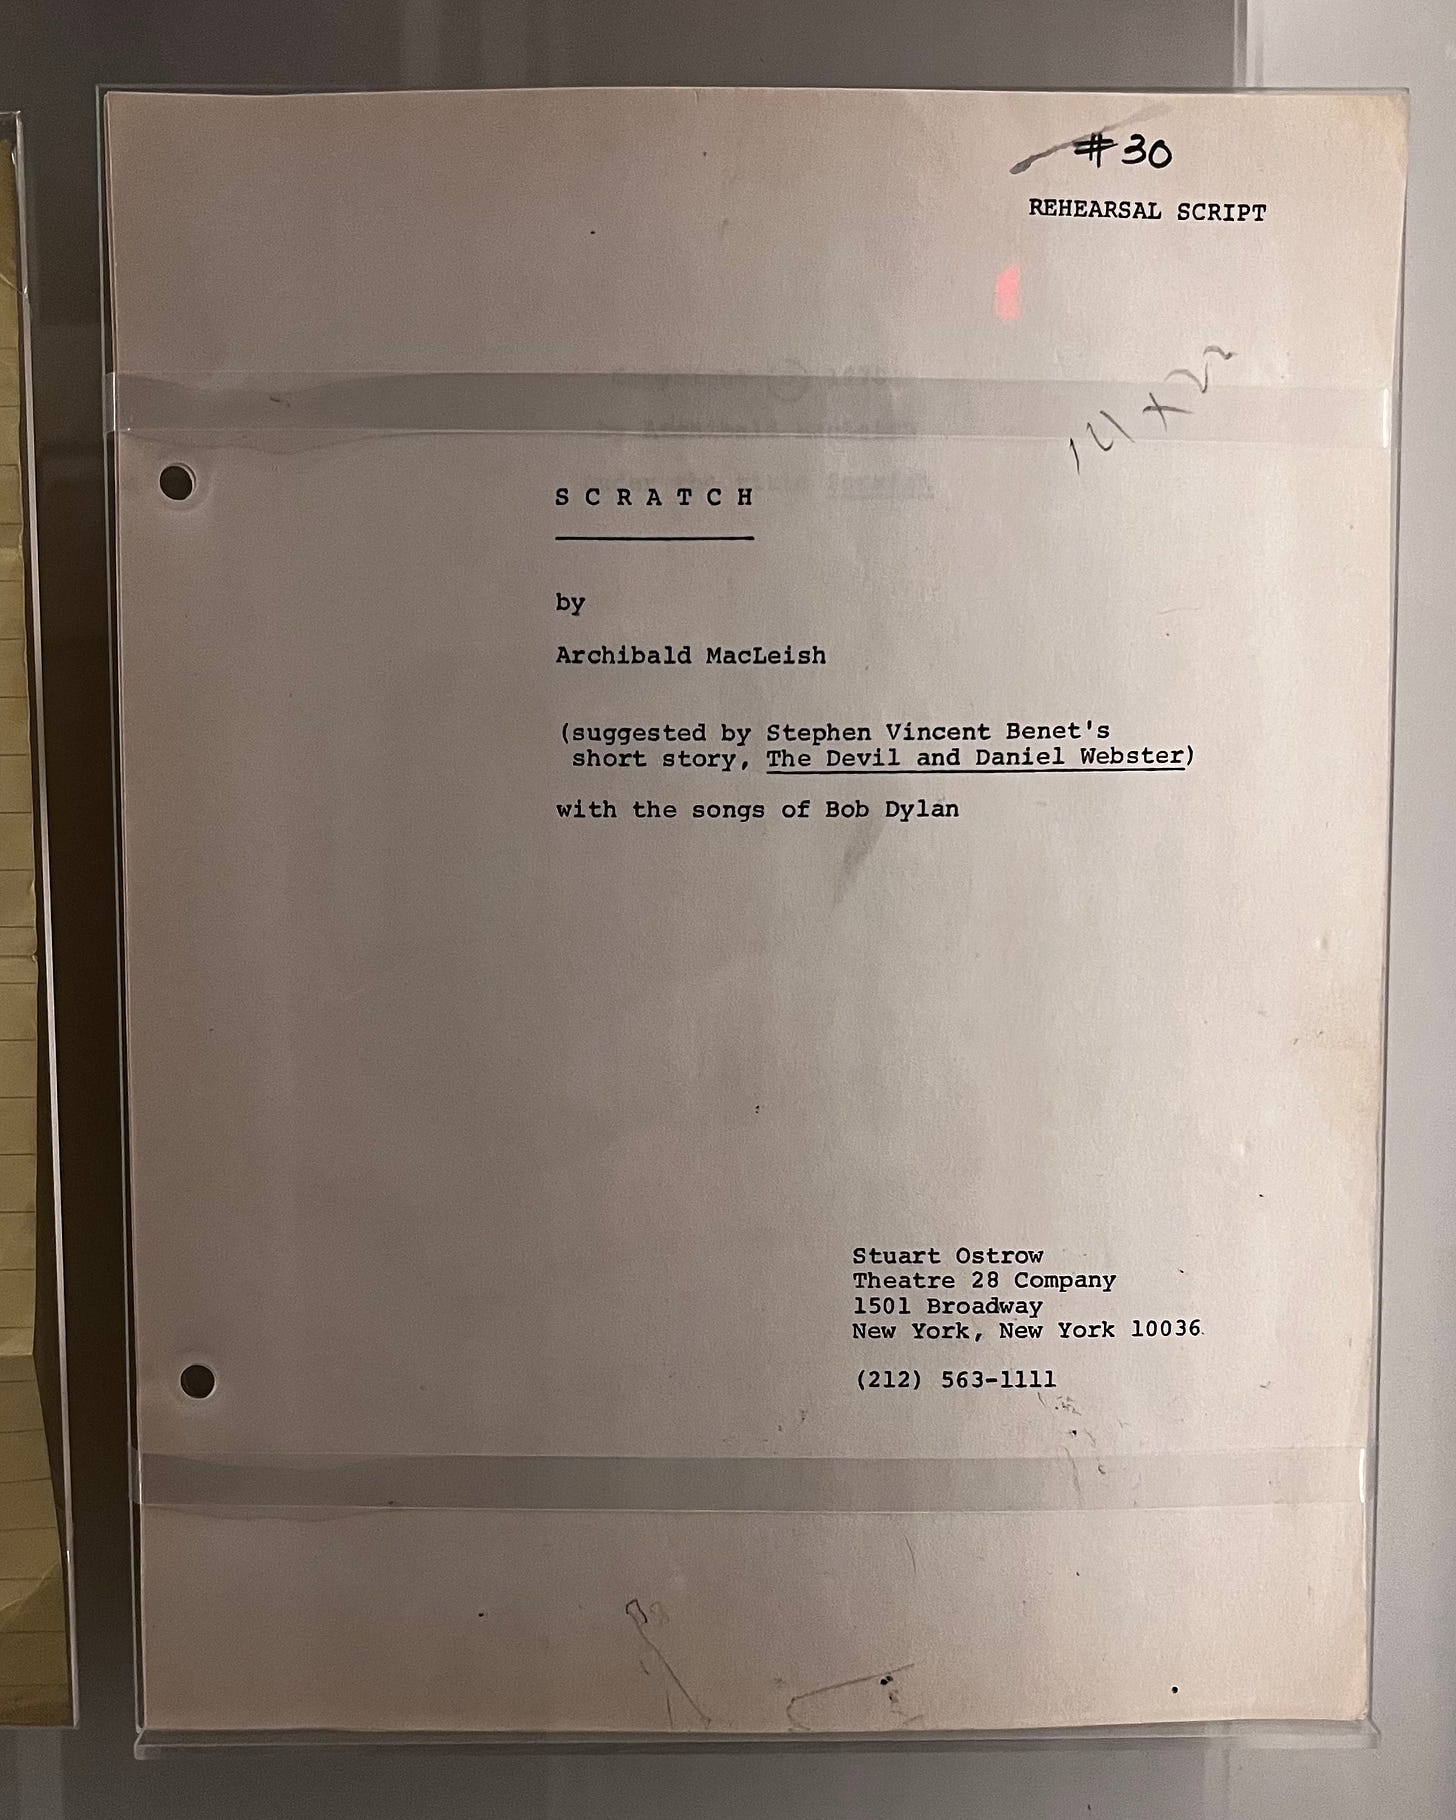 #30
REHEARSAL SCRIPT
S C R A T C H
by
Archibald MacLeish
(suggested by Stephen Vincent Benet's
short story, The Devil and Daniel Webster)
with the songs of Bob Dylan
Stuart Ostrow
Theatre 28 Company
1501 Broadway
New York, New York 10036
(212) 563-1111